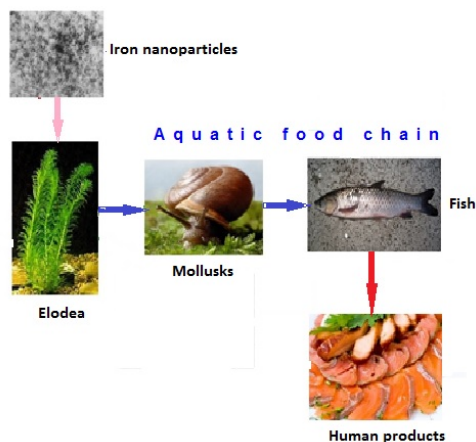 Iron nanoparticles
Aquatic food chain
Elodea
Mollusks
Fish
Human products